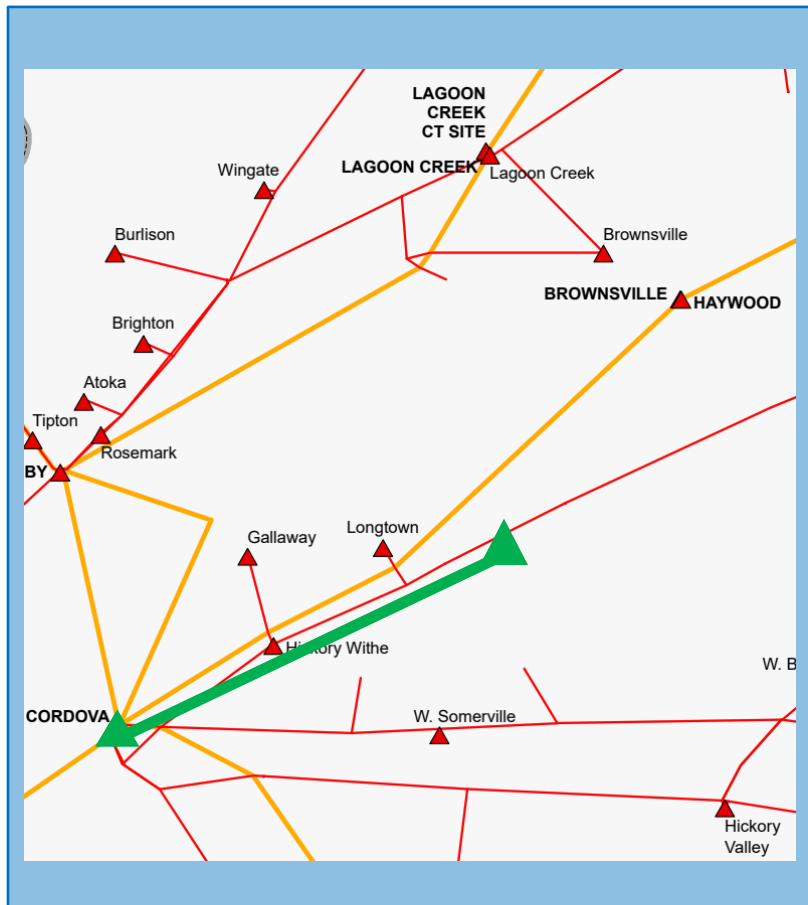 LAGOON
CREEK
CT SITE
LAGOON CREEK
Lagoon Creek
Wingate
Burlison
Brownsville
BROWNSVILLE
HAYWOOD
Brighton
Atoka
Tipton
Rosemark
BY
Gallaway
Longtown
Hickory Withe
CORDOVA
W. Somerville
W. B
Hickory
Valley